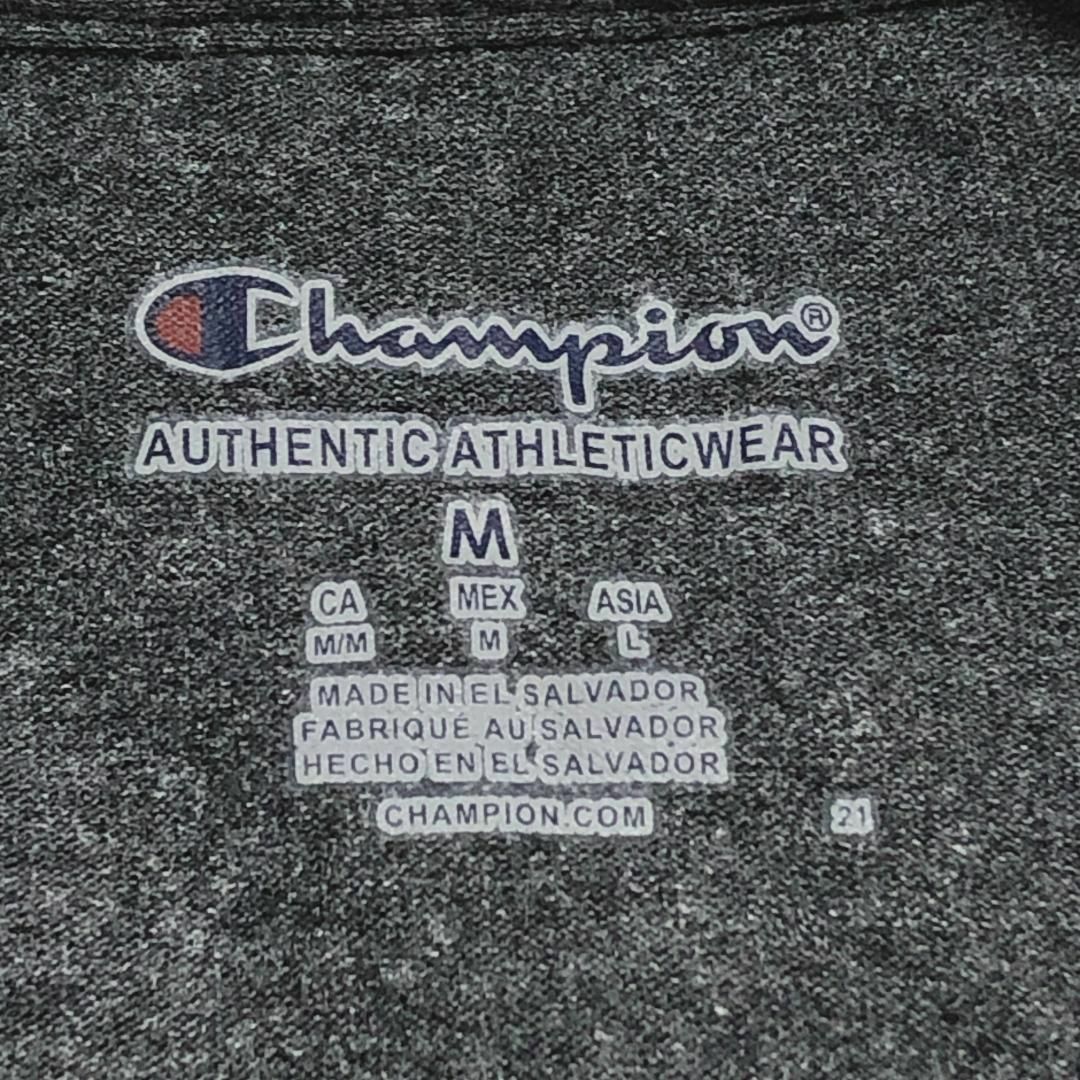 Champion®
AUTHENTIC ATHLETICWEAR
M
CA MEX ASIA
M/M M L
MADE IN EL SALVADOR
FABRIQUÉ AU SALVADOR
HECHO EN EL SALVADOR
CHAMPION.COM 21